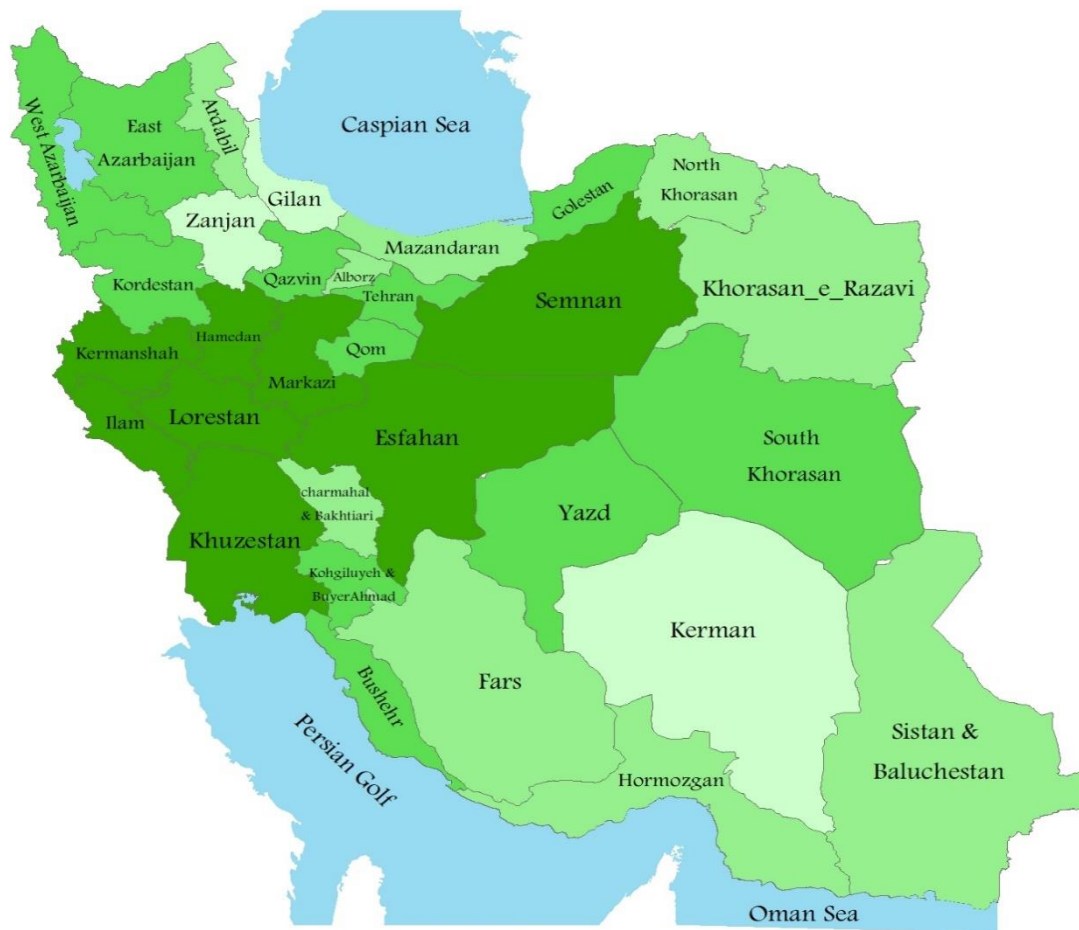 Caspian Sea
West Azarbaijan
East
Azarbaijan
Ardabil
Gilan
Zanjan
Mazandaran
Golestan
North
Khorasan
Kordestan
Qazvin
Alborz
Tehran
Semnan
Khorasan_e_Razavi
Kermanshah
Hamedan
Qom
Markazi
Ilam
Lorestan
Esfahan
South
Khorasan
charmahal
& Bakhtiari
Yazd
Khuzestan
Kohgiluyeh &
BuyerAhmad
Kerman
Fars
Bushehr
Persian Golf
Hormozgan
Sistan &
Baluchestan
Oman Sea